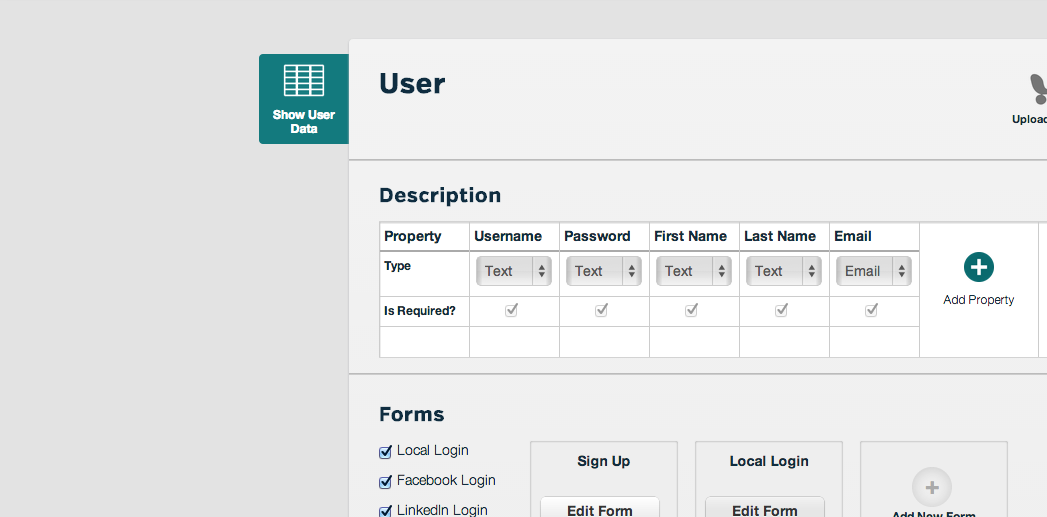 User
Show User
Data
Description
Property Username Password First Name Last Name Email
Type Text Text Text Text Email
Add Property
Is Required?
Forms
Local Login
Facebook Login
LinkedIn Login
Sign Up
Edit Form
Local Login
Edit Form
Add New Form